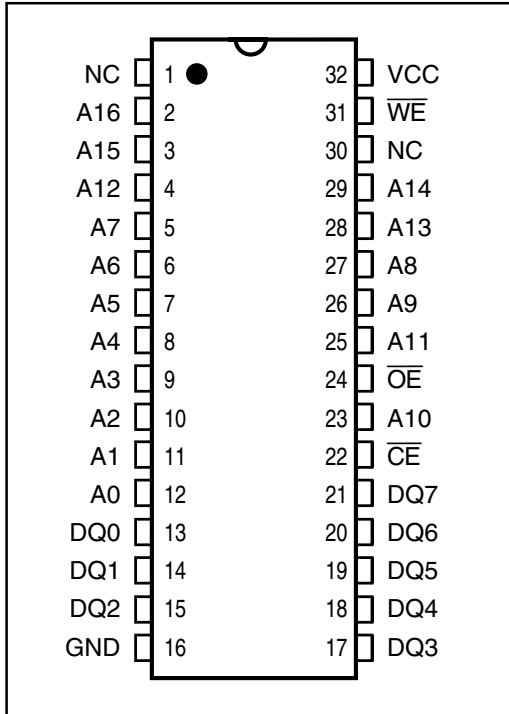 NC 1 32 VCC
A16 2 31 W̅E̅
A15 3 30 NC
A12 4 29 A14
A7 5 28 A13
A6 6 27 A8
A5 7 26 A9
A4 8 25 A11
A3 9 24 O̅E̅
A2 10 23 A10
A1 11 22 C̅E̅
A0 12 21 DQ7
DQ0 13 20 DQ6
DQ1 14 19 DQ5
DQ2 15 18 DQ4
GND 16 17 DQ3